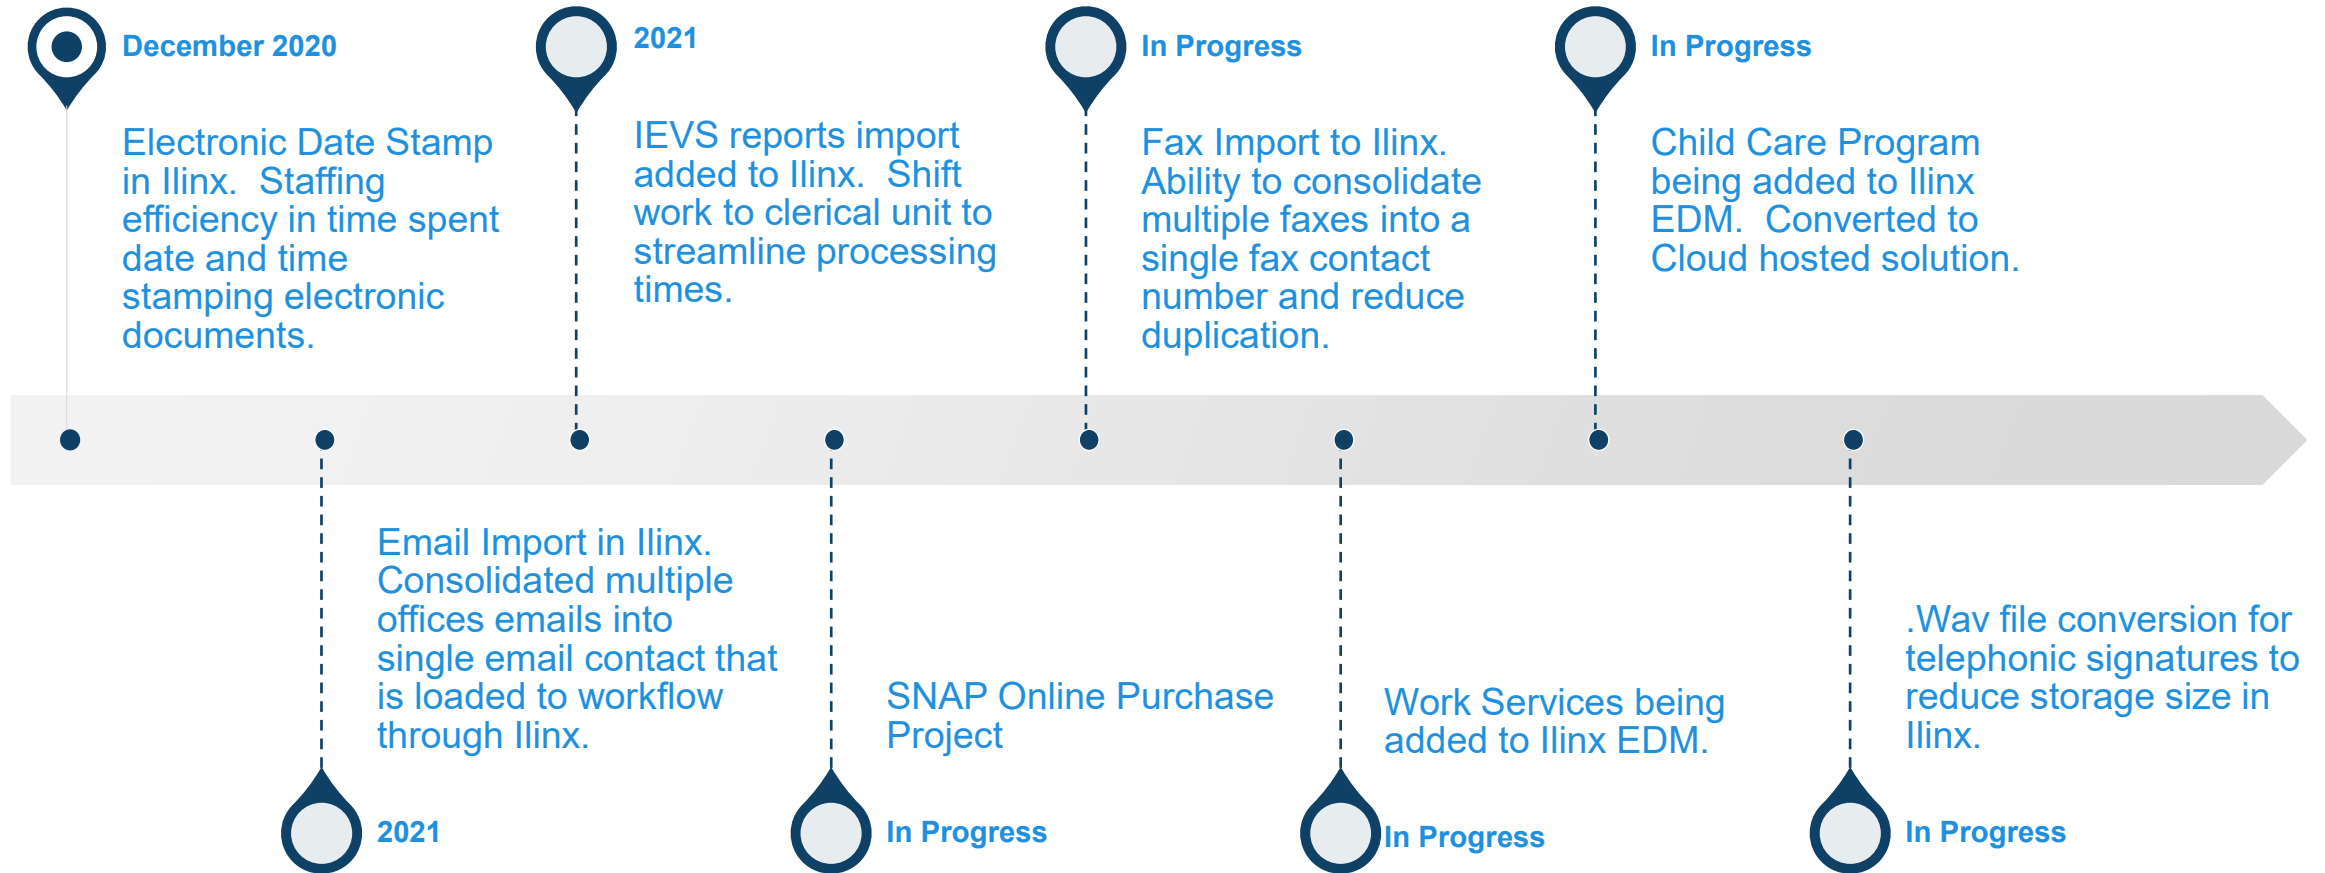 December 2020
Electronic Date Stamp
in Ilinx.  Staffing
efficiency in time spent
date and time
stamping electronic
documents.
2021
IEVS reports import
added to Ilinx.  Shift
work to clerical unit to
streamline processing
times.
In Progress
Fax Import to Ilinx.
Ability to consolidate
multiple faxes into a
single fax contact
number and reduce
duplication.
In Progress
Child Care Program
being added to Ilinx
EDM.  Converted to
Cloud hosted solution.
Email Import in Ilinx.
Consolidated multiple
offices emails into
single email contact that
is loaded to workflow
through Ilinx.
2021
SNAP Online Purchase
Project
In Progress
Work Services being
added to Ilinx EDM.
In Progress
.Wav file conversion for
telephonic signatures to
reduce storage size in
Ilinx.
In Progress